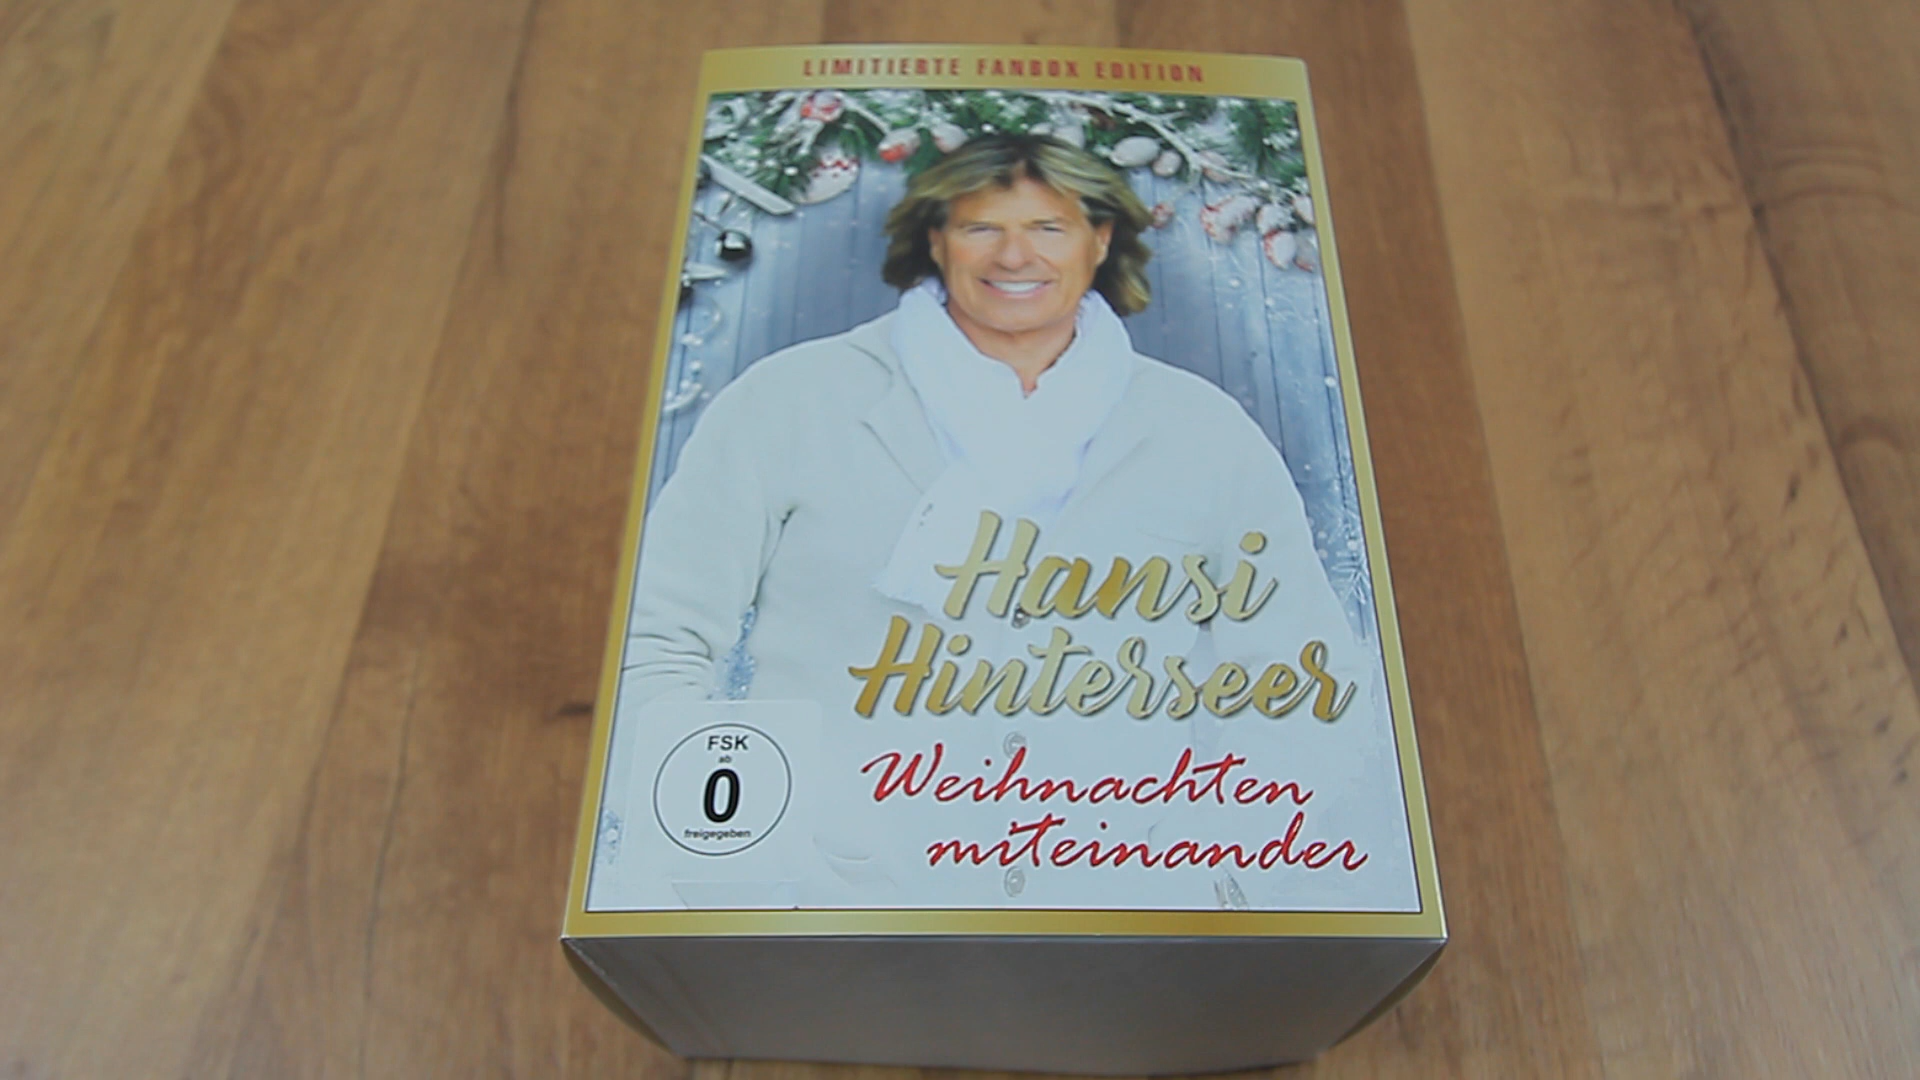 LIMITIERTE FANBOX EDITION
Hansi
Hinterseer
Weihnachten
miteinander
FSK
ab
0
freigegeben